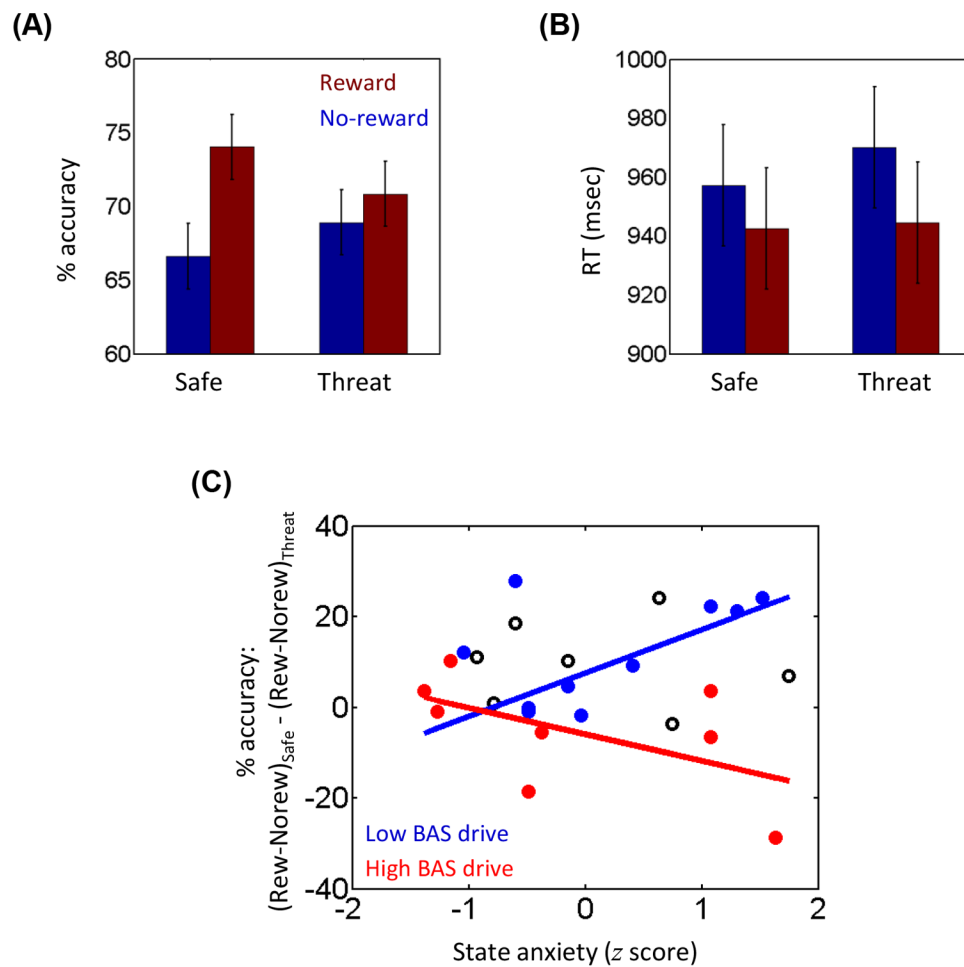 (A)
80
75
70
65
60
% accuracy
Reward
No-reward
Safe Threat
(B)
1000
980
960
940
920
900
RT (msec)
Safe Threat
(C)
% accuracy:
(Rew-Norew)Safe - (Rew-Norew)Threat
40
20
0
-20
-40
Low BAS drive
High BAS drive
-2 -1 0 1 2
State anxiety (z score)